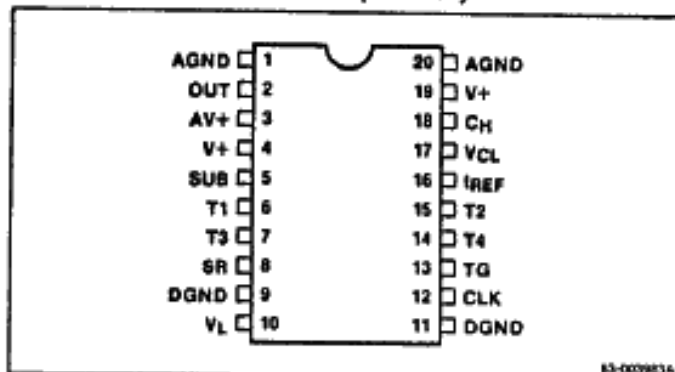 AGND 1 20 AGND
OUT 2 19 V+
AV+ 3 18 CH
V+ 4 17 VCL
SUB 5 16 IREF
T1 6 15 T2
T3 7 14 T4
SR 8 13 TG
DGND 9 12 CLK
VL 10 11 DGND